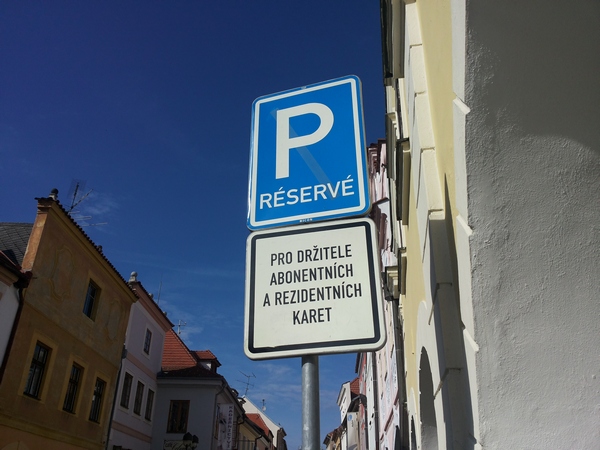 P
RÉSERVÉ
PRO DRŽITELE
ABONENTNÍCH
A REZIDENTNÍCH
KARET